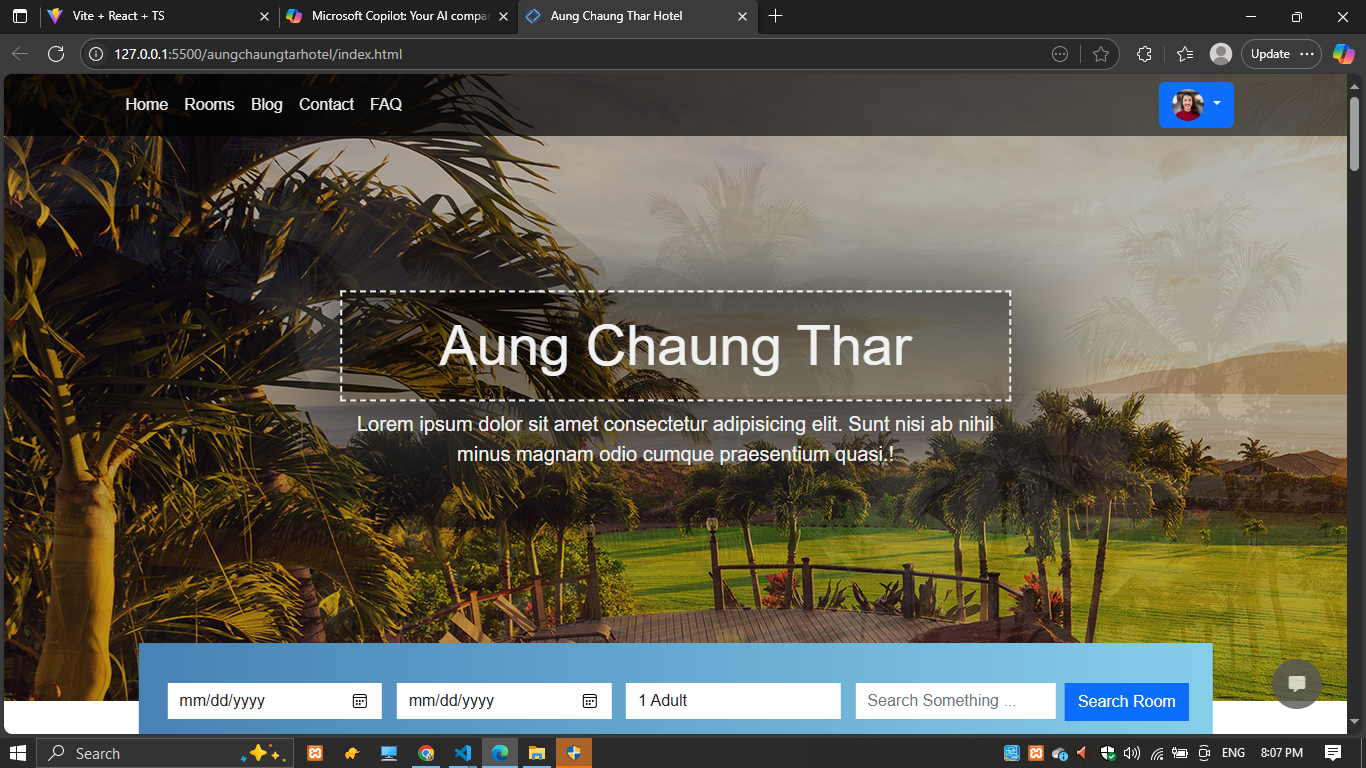 Vite + React + TS
Microsoft Copilot: Your AI compa
Aung Chaung Thar Hotel
127.0.0.1:5500/aungchaungtarhotel/index.html
Update
Home Rooms Blog Contact FAQ
Aung Chaung Thar
Lorem ipsum dolor sit amet consectetur adipisicing elit. Sunt nisi ab nihil
minus magnam odio cumque praesentium quasi.!
mm/dd/yyyy mm/dd/yyyy 1 Adult Search Something ... Search Room
Search ENG 8:07 PM